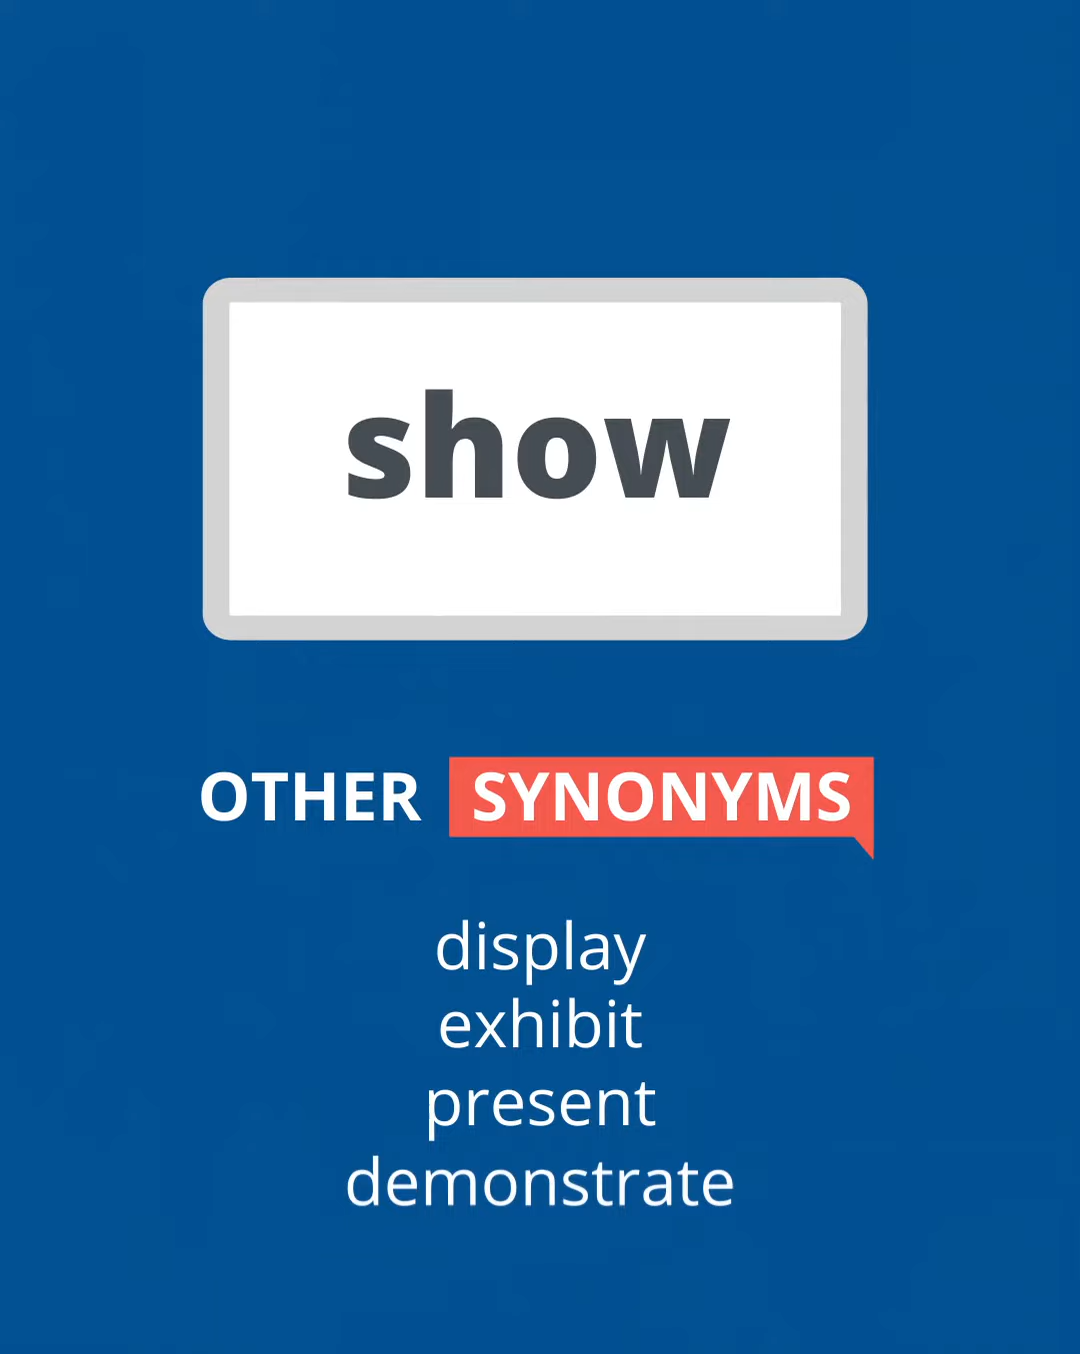 show
OTHER SYNONYMS
display
exhibit
present
demonstrate